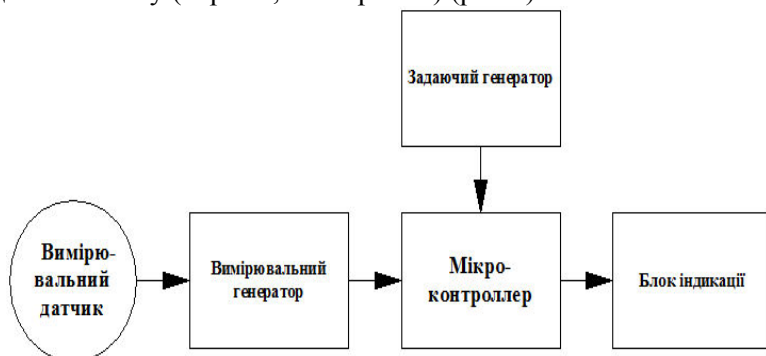 Задаючий генератор
Вимірю-
вальний
датчик
Вимірювальний
генератор
Мікро-
контроллер
Блок індикації